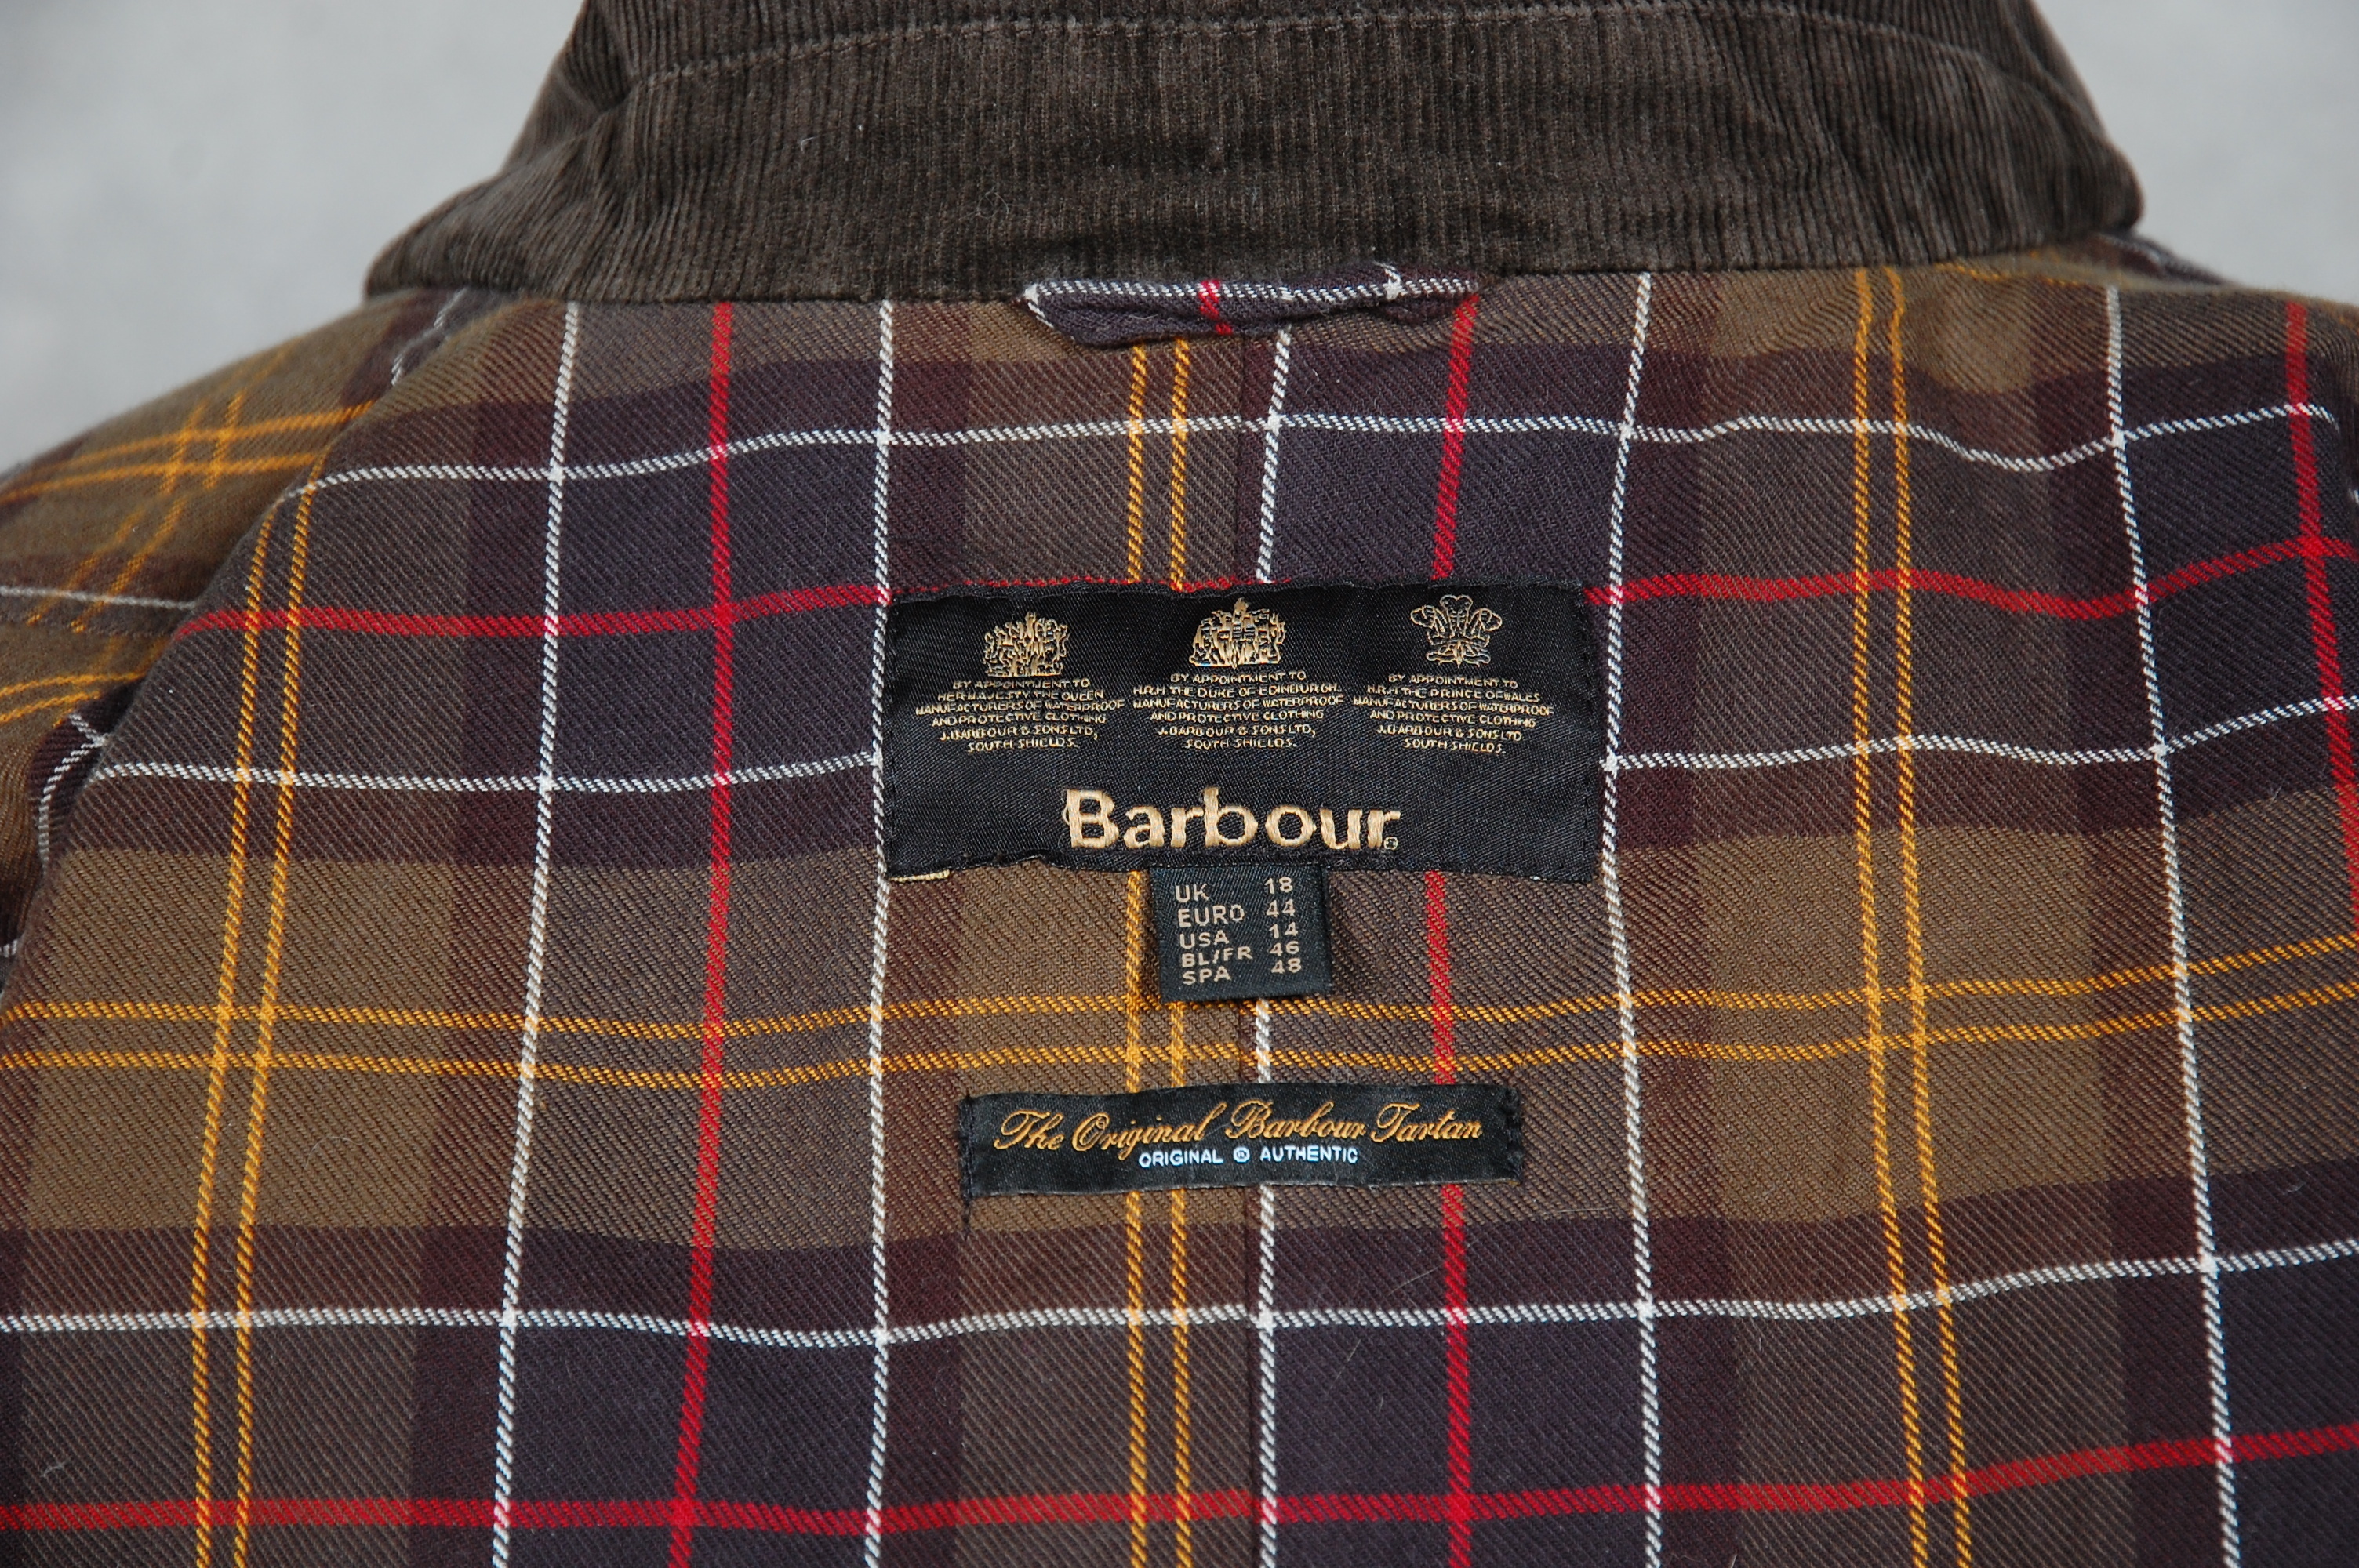 BY APPOINTMENT TO
HER MAJESTY THE QUEEN
MANUFACTURERS OF WATERPROOF
AND PROTECTIVE CLOTHING
J.BARBOUR & SONS LTD,
SOUTH SHIELDS.
BY APPOINTMENT TO
H.R.H THE DUKE OF EDINBURGH.
MANUFACTURERS OF WATERPROOF
AND PROTECTIVE CLOTHING
J.BARBOUR & SONS LTD,
SOUTH SHIELDS.
BY APPOINTMENT TO
H.R.H THE PRINCE OF WALES
MANUFACTURERS OF WATERPROOF
AND PROTECTIVE CLOTHING
J.BARBOUR & SONS LTD
SOUTH SHIELDS.
Barbour
UK 18
EURO 44
USA 14
BL/FR 46
SPA 48
The Original Barbour Tartan
ORIGINAL ® AUTHENTIC